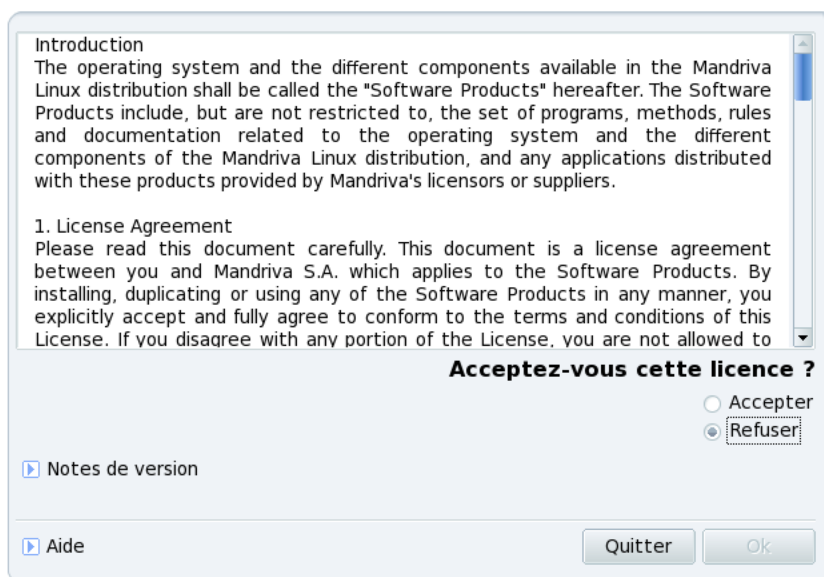 Introduction
The operating system and the different components available in the Mandriva
Linux distribution shall be called the "Software Products" hereafter. The Software
Products include, but are not restricted to, the set of programs, methods, rules
and documentation related to the operating system and the different
components of the Mandriva Linux distribution, and any applications distributed
with these products provided by Mandriva's licensors or suppliers.
1. License Agreement
Please read this document carefully. This document is a license agreement
between you and Mandriva S.A. which applies to the Software Products. By
installing, duplicating or using any of the Software Products in any manner, you
explicitly accept and fully agree to conform to the terms and conditions of this
License. If you disagree with any portion of the License, you are not allowed to
Acceptez-vous cette licence ?
Accepter
Refuser
Notes de version
Aide
Quitter
Ok